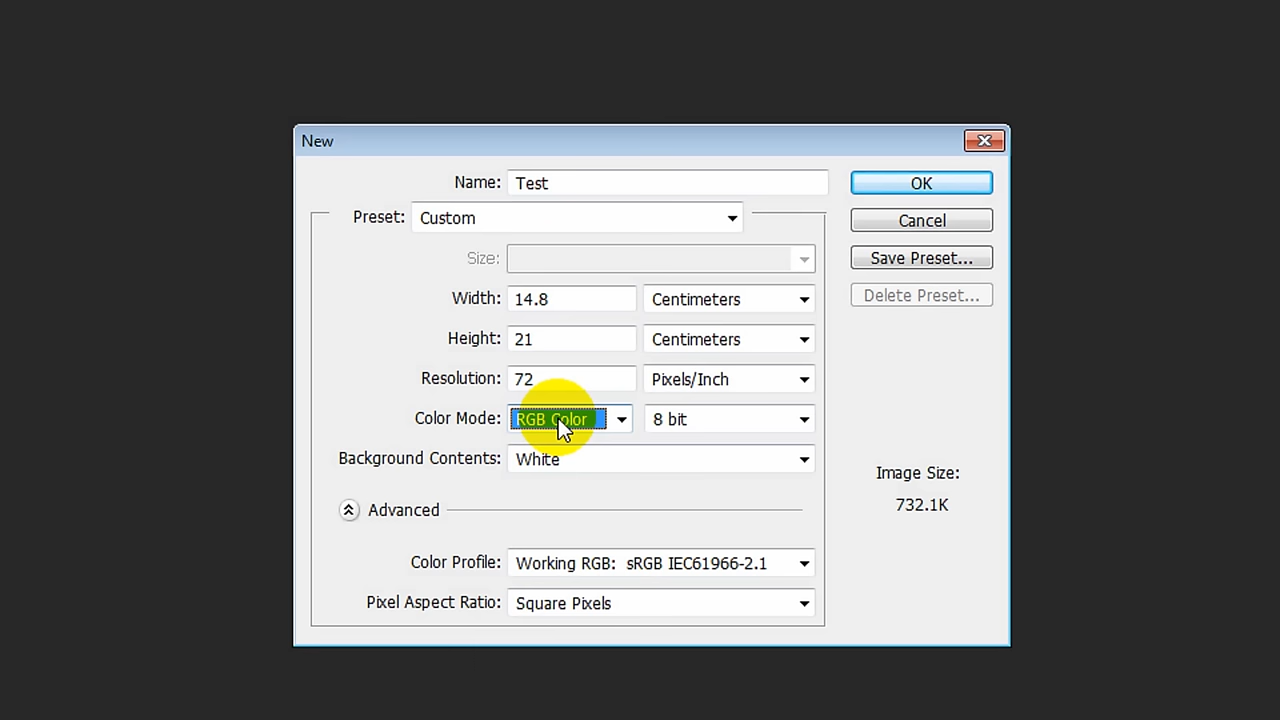 New
Name: Test
OK
Preset: Custom
Cancel
Size:
Save Preset...
Width: 14.8 Centimeters
Delete Preset...
Height: 21 Centimeters
Resolution: 72 Pixels/Inch
Color Mode: RGB Color 8 bit
Background Contents: White
Image Size:
732.1K
Advanced
Color Profile: Working RGB: sRGB IEC61966-2.1
Pixel Aspect Ratio: Square Pixels